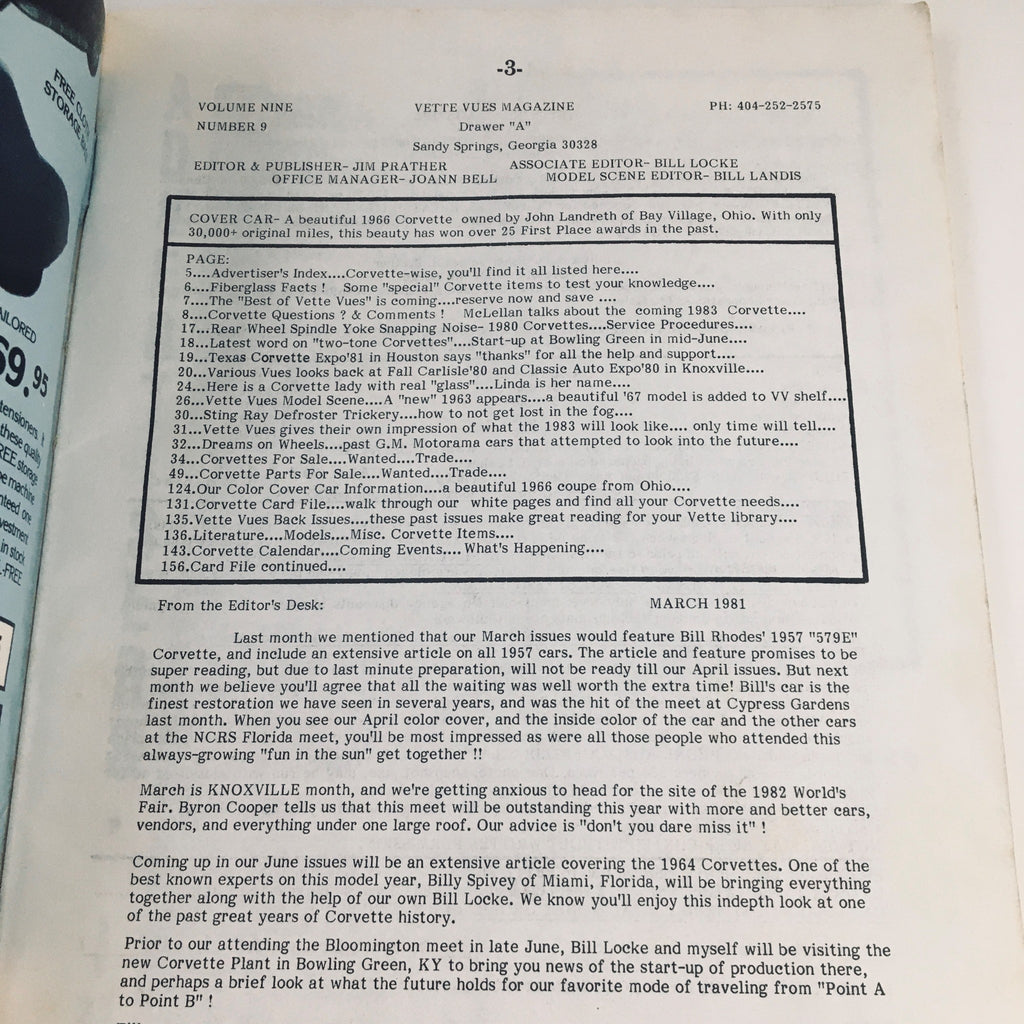 -3-
VOLUME NINE VETTE VUES MAGAZINE PH: 404-252-2575
NUMBER 9 Drawer "A"
Sandy Springs, Georgia 30328
EDITOR & PUBLISHER- JIM PRATHER ASSOCIATE EDITOR- BILL LOCKE
OFFICE MANAGER- JOANN BELL MODEL SCENE EDITOR- BILL LANDIS
COVER CAR- A beautiful 1966 Corvette owned by John Landreth of Bay Village, Ohio. With only
30,000+ original miles, this beauty has won over 25 First Place awards in the past.
PAGE:
5....Advertiser's Index....Corvette-wise, you'll find it all listed here....
6....Fiberglass Facts ! Some "special" Corvette items to test your knowledge....
7....The "Best of Vette Vues" is coming....reserve now and save ....
8....Corvette Questions ? & Comments ! McLellan talks about the coming 1983 Corvette....
17...Rear Wheel Spindle Yoke Snapping Noise- 1980 Corvettes....Service Procedures....
18...Latest word on "two-tone Corvettes"....Start-up at Bowling Green in mid-June....
19...Texas Corvette Expo'81 in Houston says "thanks" for all the help and support....
20...Various Vues looks back at Fall Carlisle'80 and Classic Auto Expo'80 in Knoxville....
24...Here is a Corvette lady with real "glass"....Linda is her name....
26...Vette Vues Model Scene....A "new" 1963 appears....a beautiful '67 model is added to VV shelf....
30...Sting Ray Defroster Trickery....how to not get lost in the fog....
31...Vette Vues gives their own impression of what the 1983 will look like.... only time will tell....
32...Dreams on Wheels....past G.M. Motorama cars that attempted to look into the future....
34...Corvettes For Sale....Wanted....Trade....
49...Corvette Parts For Sale....Wanted....Trade....
124.Our Color Cover Car Information....a beautiful 1966 coupe from Ohio....
131.Corvette Card File....walk through our white pages and find all your Corvette needs....
135.Vette Vues Back Issues....these past issues make great reading for your Vette library....
136.Literature....Models....Misc. Corvette Items....
143.Corvette Calendar....Coming Events.... What's Happening....
156.Card File continued....
From the Editor's Desk: MARCH 1981
Last month we mentioned that our March issues would feature Bill Rhodes' 1957 "579E"
Corvette, and include an extensive article on all 1957 cars. The article and feature promises to be
super reading, but due to last minute preparation, will not be ready till our April issues. But next
month we believe you'll agree that all the waiting was well worth the extra time! Bill's car is the
finest restoration we have seen in several years, and was the hit of the meet at Cypress Gardens
last month. When you see our April color cover, and the inside color of the car and the other cars
at the NCRS Florida meet, you'll be most impressed as were all those people who attended this
always-growing "fun in the sun" get together !!
March is KNOXVILLE month, and we're getting anxious to head for the site of the 1982 World's
Fair. Byron Cooper tells us that this meet will be outstanding this year with more and better cars,
vendors, and everything under one large roof. Our advice is "don't you dare miss it" !
Coming up in our June issues will be an extensive article covering the 1964 Corvettes. One of the
best known experts on this model year, Billy Spivey of Miami, Florida, will be bringing everything
together along with the help of our own Bill Locke. We know you'll enjoy this indepth look at one
of the past great years of Corvette history.
Prior to our attending the Bloomington meet in late June, Bill Locke and myself will be visiting the
new Corvette Plant in Bowling Green, KY to bring you news of the start-up of production there,
and perhaps a brief look at what the future holds for our favorite mode of traveling from "Point A
to Point B" !
FREE
STORAGE
.95
these
REE storage
machine
in stock
-FREE